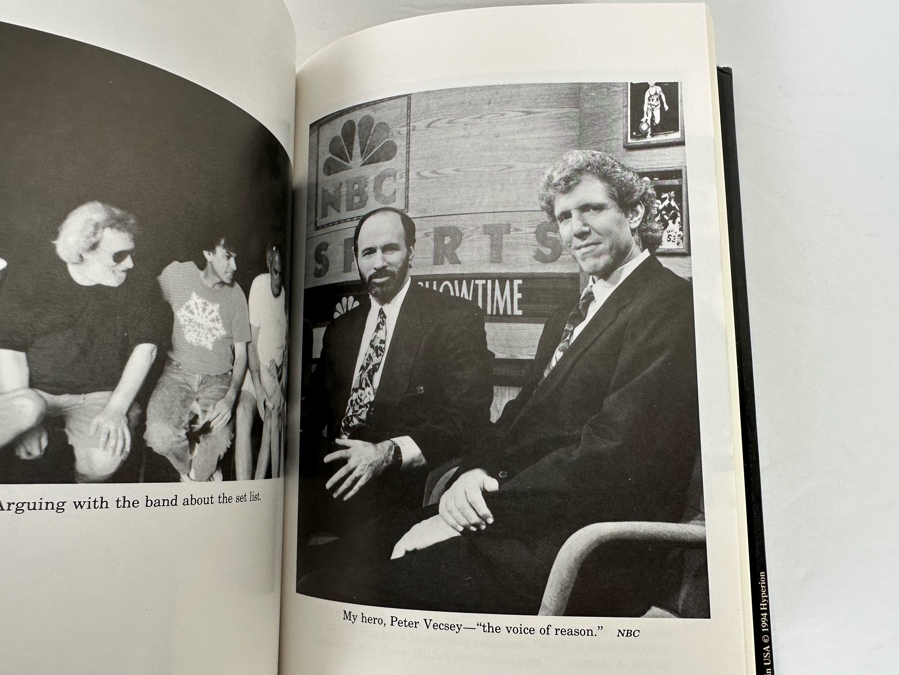 NBC
SPORTS
SHOWTIME
53
Arguing with the band about the set list.
My hero, Peter Vecsey—“the voice of reason.” NBC
n USA © 1994 Hyperion